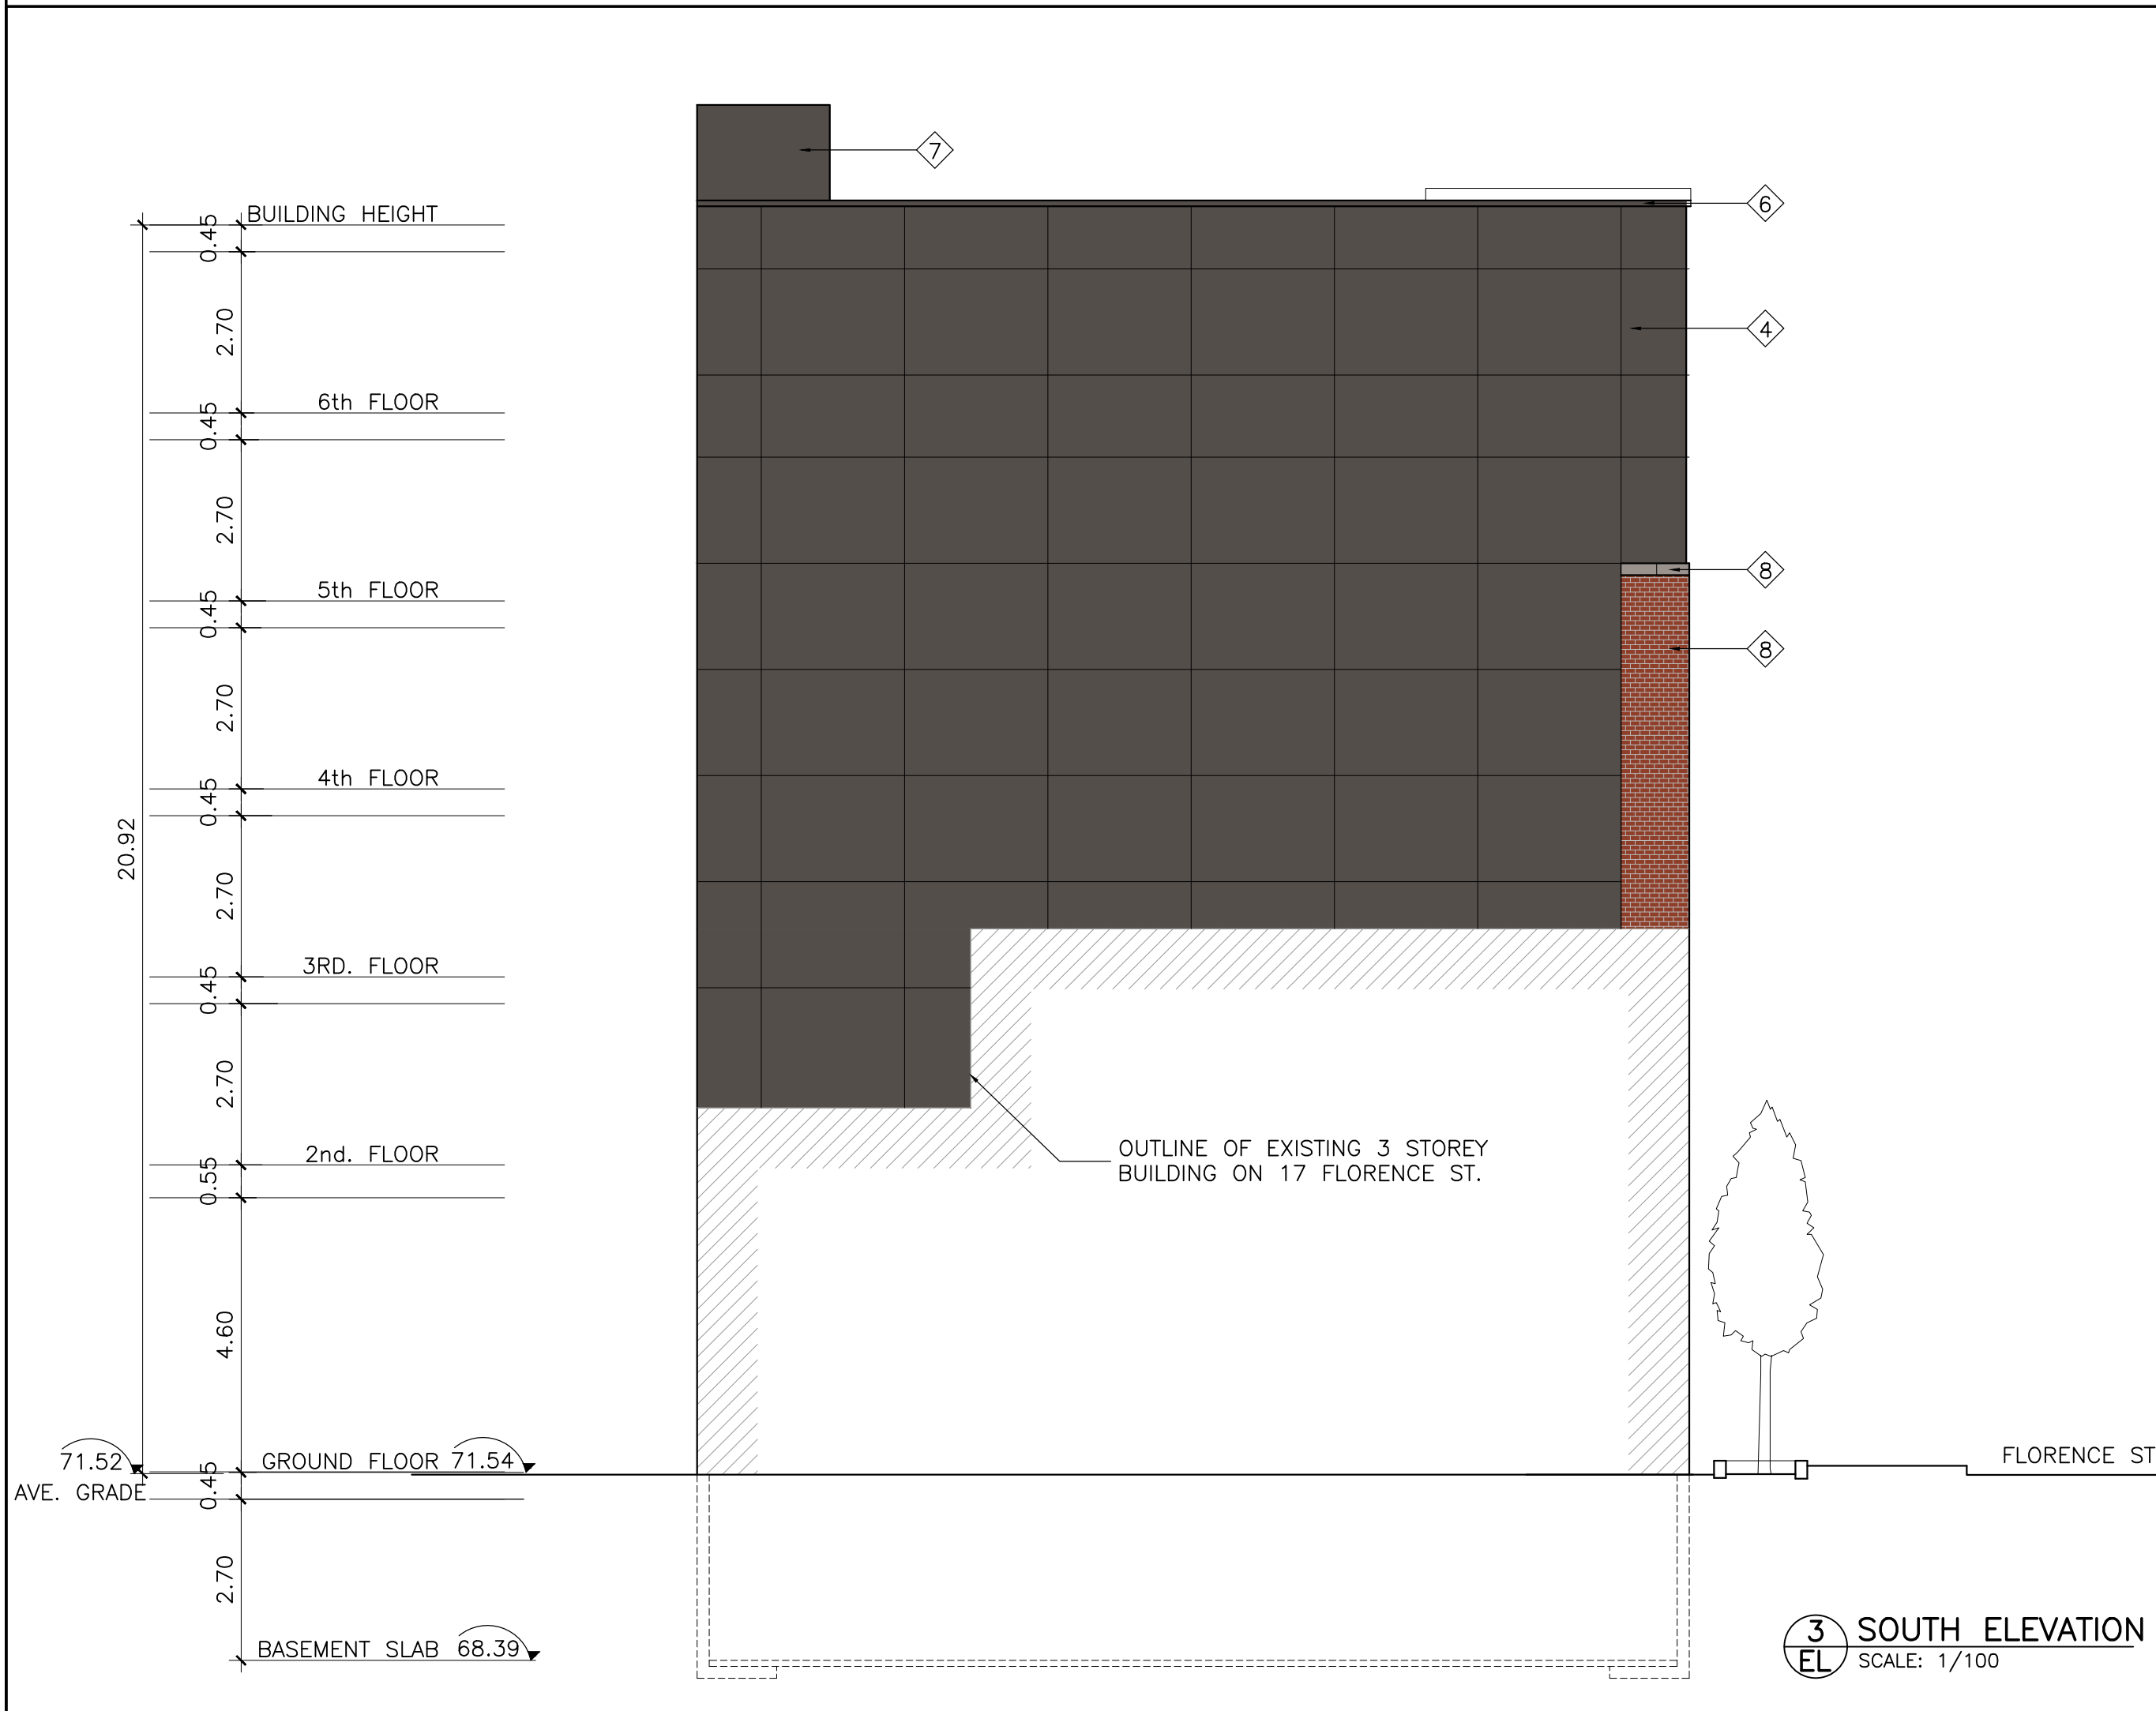 7
6
BUILDING HEIGHT
0.45
2.70
4
6th FLOOR
0.45
2.70
8
5th FLOOR
0.45
8
2.70
4th FLOOR
0.45
20.92
2.70
3RD. FLOOR
0.45
2.70
OUTLINE OF EXISTING 3 STOREY
BUILDING ON 17 FLORENCE ST.
2nd. FLOOR
0.55
4.60
71.52
AVE. GRADE
GROUND FLOOR 71.54
0.45
FLORENCE ST
2.70
BASEMENT SLAB 68.39
3
EL
SOUTH ELEVATION
SCALE: 1/100